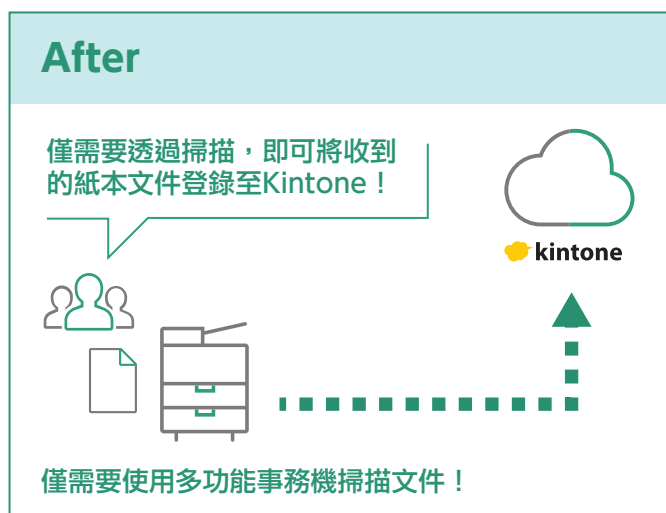 After
僅需要透過掃描，即可將收到
的紙本文件登錄至Kintone！
kintone
僅需要使用多功能事務機掃描文件！